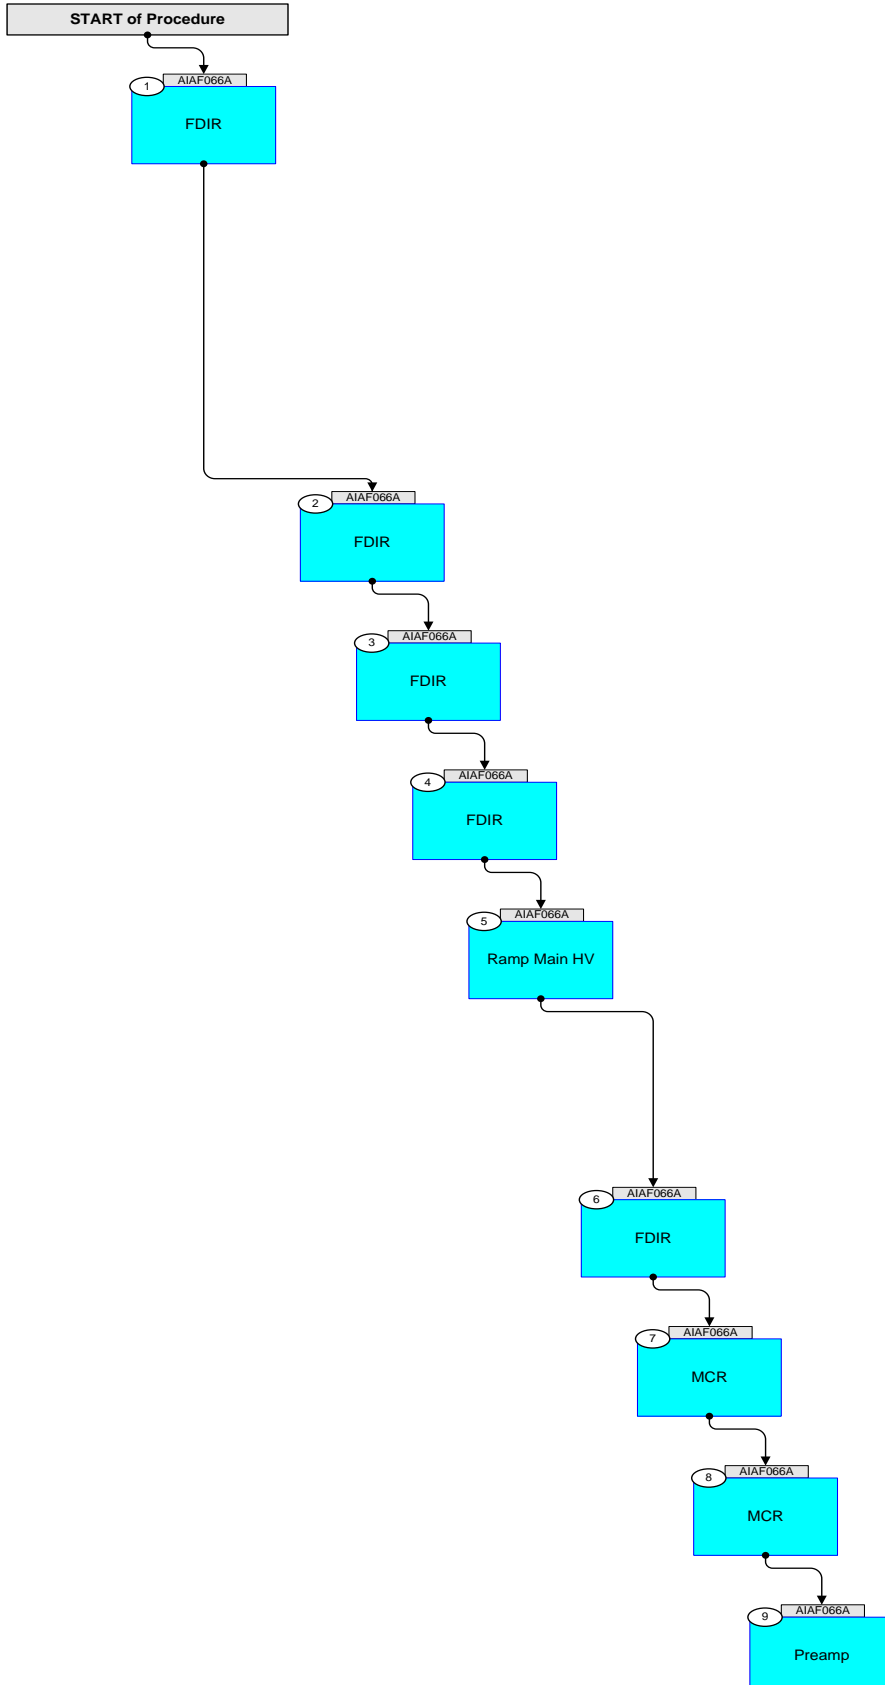 START of Procedure
AIAF066A
1
FDIR
AIAF066A
2
FDIR
AIAF066A
3
FDIR
AIAF066A
4
FDIR
AIAF066A
5
Ramp Main HV
AIAF066A
6
FDIR
AIAF066A
7
MCR
AIAF066A
8
MCR
AIAF066A
9
Preamp